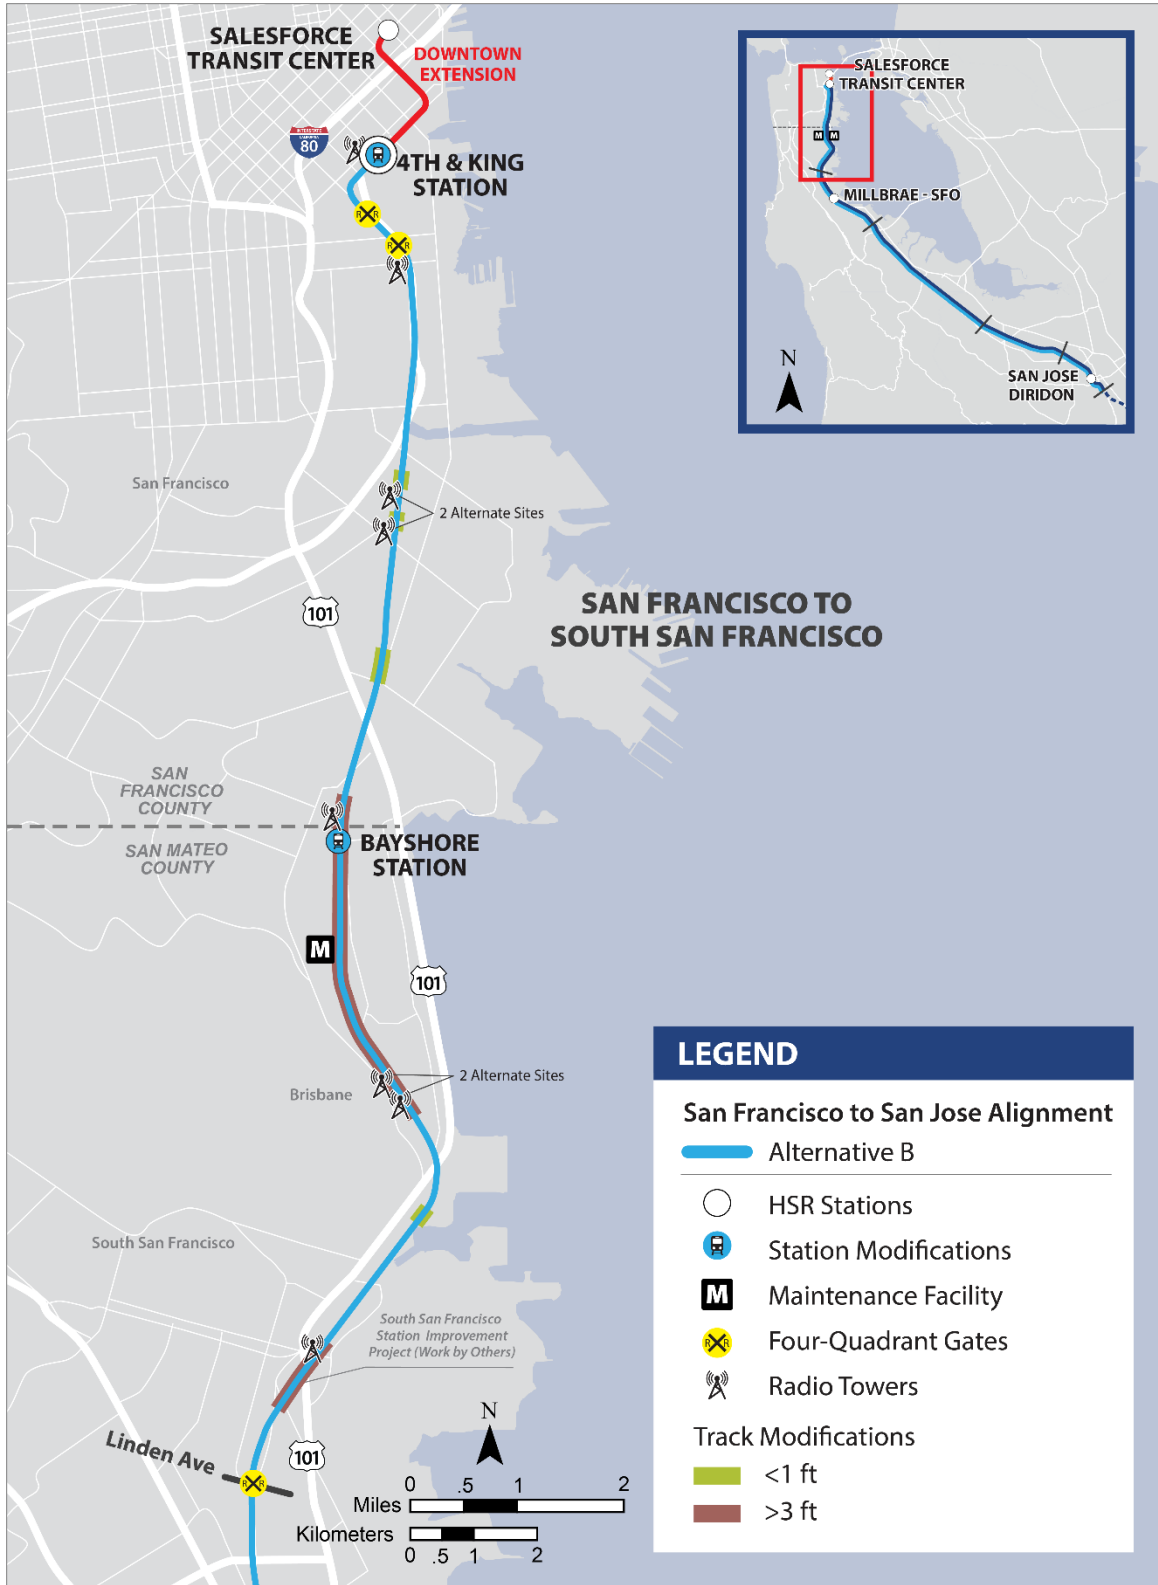 SALESFORCE
TRANSIT CENTER
DOWNTOWN
EXTENSION
INTERSTATE
CALIFORNIA
80
4TH & KING
STATION
R R
R R
SALESFORCE
TRANSIT CENTER
M M
MILLBRAE - SFO
N
SAN JOSE
DIRIDON
San Francisco
2 Alternate Sites
101
SAN FRANCISCO TO
SOUTH SAN FRANCISCO
SAN
FRANCISCO
COUNTY
SAN MATEO
COUNTY
BAYSHORE
STATION
M
101
2 Alternate Sites
Brisbane
South San Francisco
South San Francisco
Station Improvement
Project (Work by Others)
Linden Ave
101
R R
N
0 .5 1 2
Miles
Kilometers
0 .5 1 2
LEGEND
San Francisco to San Jose Alignment
Alternative B
HSR Stations
Station Modifications
M Maintenance Facility
R R Four-Quadrant Gates
Radio Towers
Track Modifications
<1 ft
>3 ft